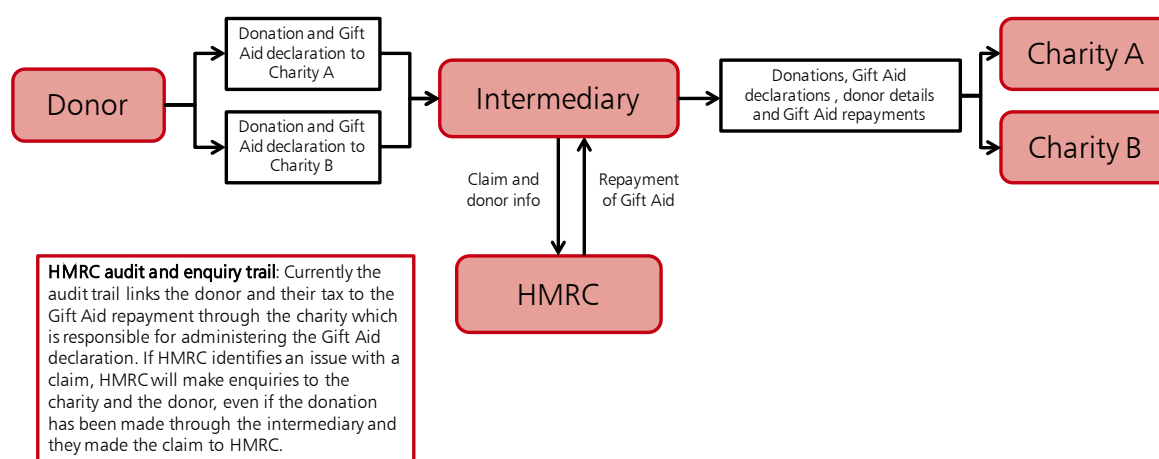 Donor
Donation and Gift
Aid declaration to
Charity A
Donation and Gift
Aid declaration to
Charity B
Intermediary
Donations, Gift Aid
declarations , donor details
and Gift Aid repayments
Charity A
Charity B
Claim and
donor info
Repayment
of Gift Aid
HMRC
HMRC audit and enquiry trail: Currently the
audit trail links the donor and their tax to the
Gift Aid repayment through the charity which
is responsible for administering the Gift Aid
declaration. If HMRC identifies an issue with a
claim, HMRC will make enquiries to the
charity and the donor, even if the donation
has been made through the intermediary and
they made the claim to HMRC.